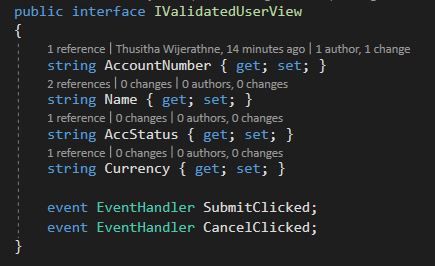 public interface IValidatedUserView
{
1 reference | Thusitha Wijerathne, 14 minutes ago | 1 author, 1 change
string AccountNumber { get; set; }
2 references | 0 changes | 0 authors, 0 changes
string Name { get; set; }
1 reference | 0 changes | 0 authors, 0 changes
string AccStatus { get; set; }
1 reference | 0 changes | 0 authors, 0 changes
string Currency { get; set; }
event EventHandler SubmitClicked;
event EventHandler CancelClicked;
}